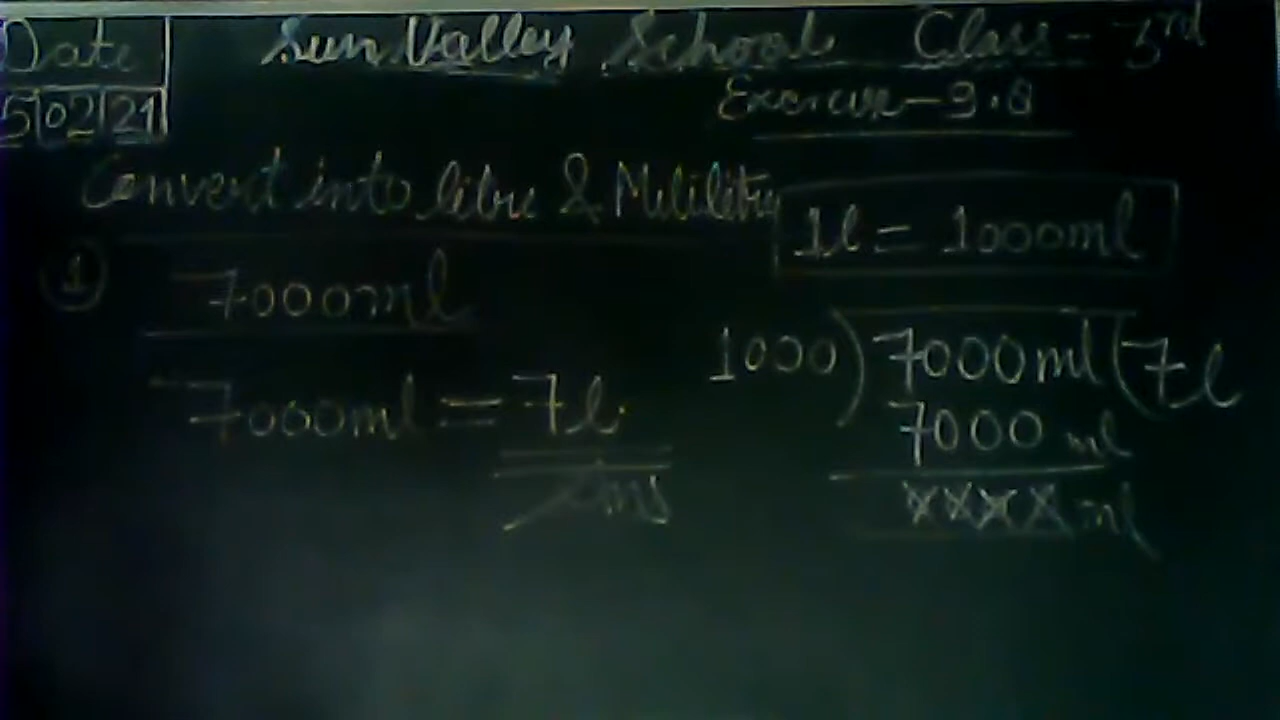 Date
5|02|21
Sun Valley School Class - 3rd
Exercise - 9.8
Convert into litre & Mililitre
1l = 1000ml
① 7000ml
7000ml = 7l
Ans
1000)7000ml(7l
7000 ml
xxxx ml